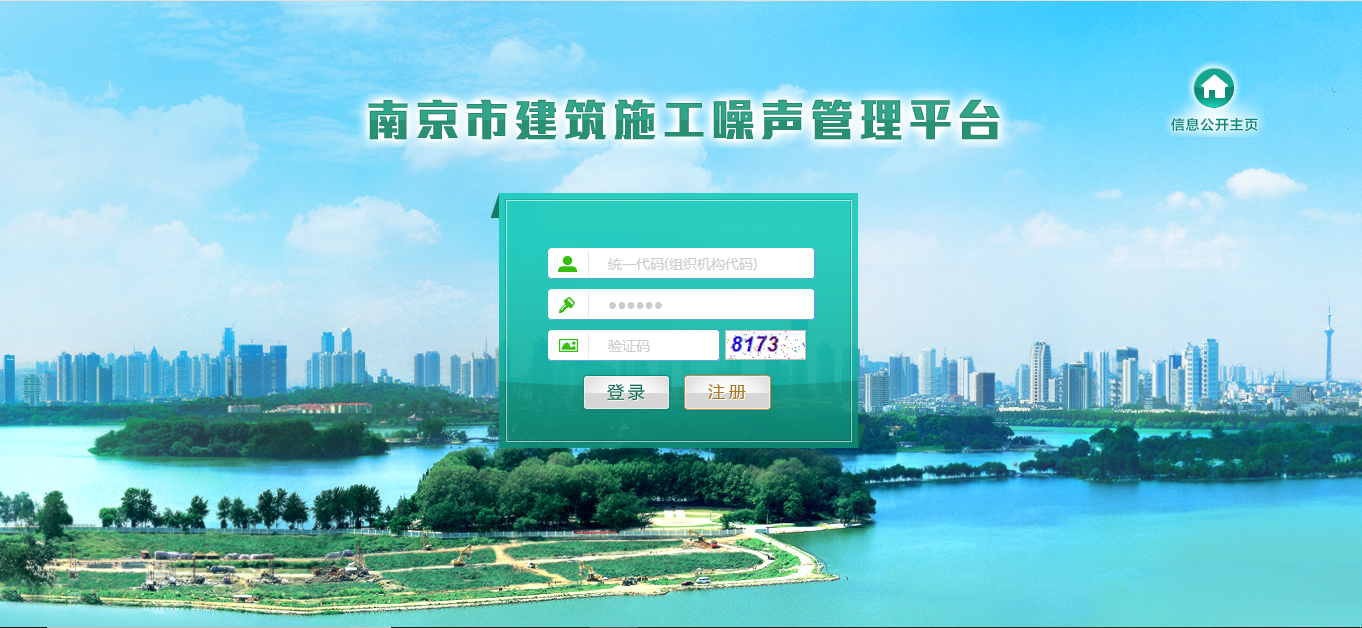 南京市建筑施工噪声管理平台
信息公开主页
统一代码(组织机构代码)
●●●●●●
验证码
8173
登录
注册